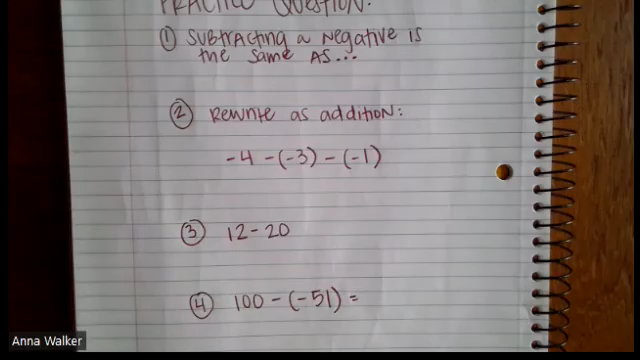 PRACTICE QUESTION:
① SUBTRACTING A NEGATIVE IS
THE SAME AS...
② REWRITE AS ADDITION:
-4 -(-3) -(-1)
③ 12 - 20
④ 100 - (-51) =
Anna Walker